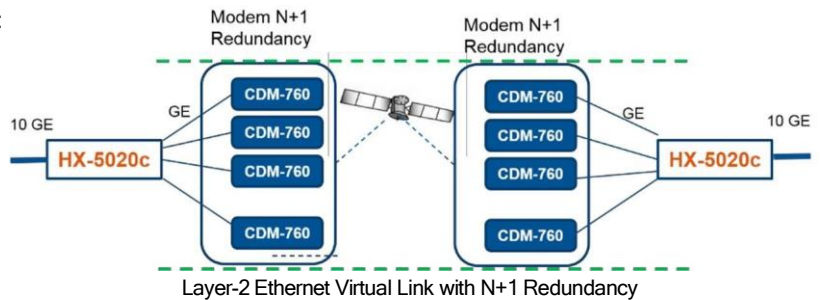 Modem N+1
Redundancy
Modem N+1
Redundancy
10 GE
GE
HX-5020c
CDM-760
CDM-760
CDM-760
CDM-760
CDM-760
CDM-760
CDM-760
CDM-760
GE
10 GE
HX-5020c
Layer-2 Ethernet Virtual Link with N+1 Redundancy